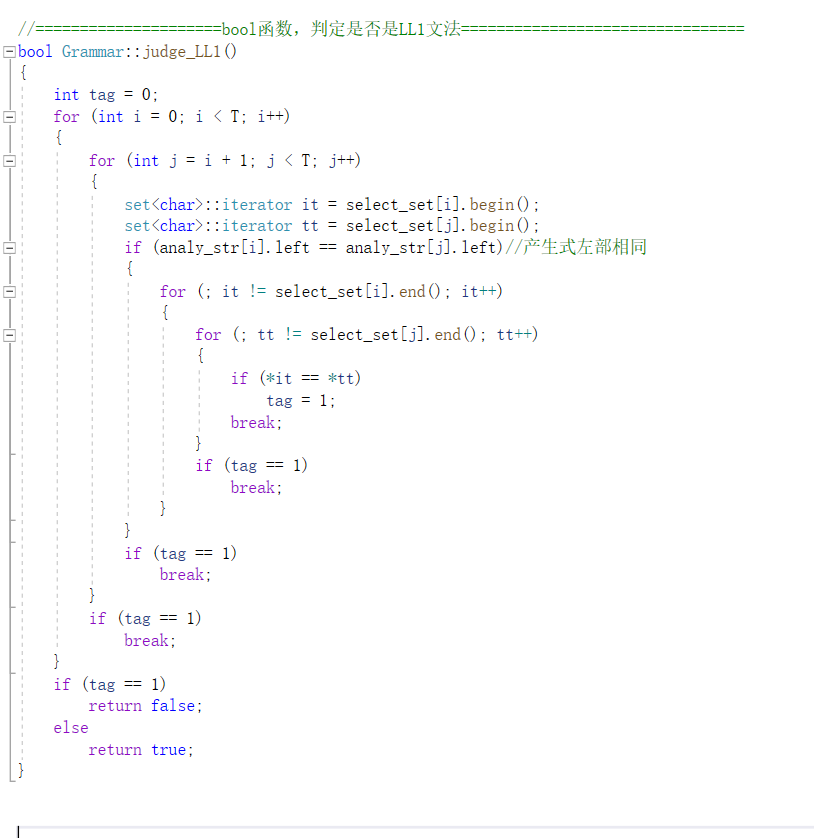 //=====================bool函数，判定是否是LL1文法================================
bool Grammar::judge_LL1()
{
    int tag = 0;
    for (int i = 0; i < T; i++)
    {
        for (int j = i + 1; j < T; j++)
        {
            set<char>::iterator it = select_set[i].begin();
            set<char>::iterator tt = select_set[j].begin();
            if (analy_str[i].left == analy_str[j].left)//产生式左部相同
            {
                for (; it != select_set[i].end(); it++)
                {
                    for (; tt != select_set[j].end(); tt++)
                    {
                        if (*it == *tt)
                            tag = 1;
                        break;
                    }
                    if (tag == 1)
                        break;
                }
            }
            if (tag == 1)
                break;
        }
        if (tag == 1)
            break;
    }
    if (tag == 1)
        return false;
    else
        return true;
}